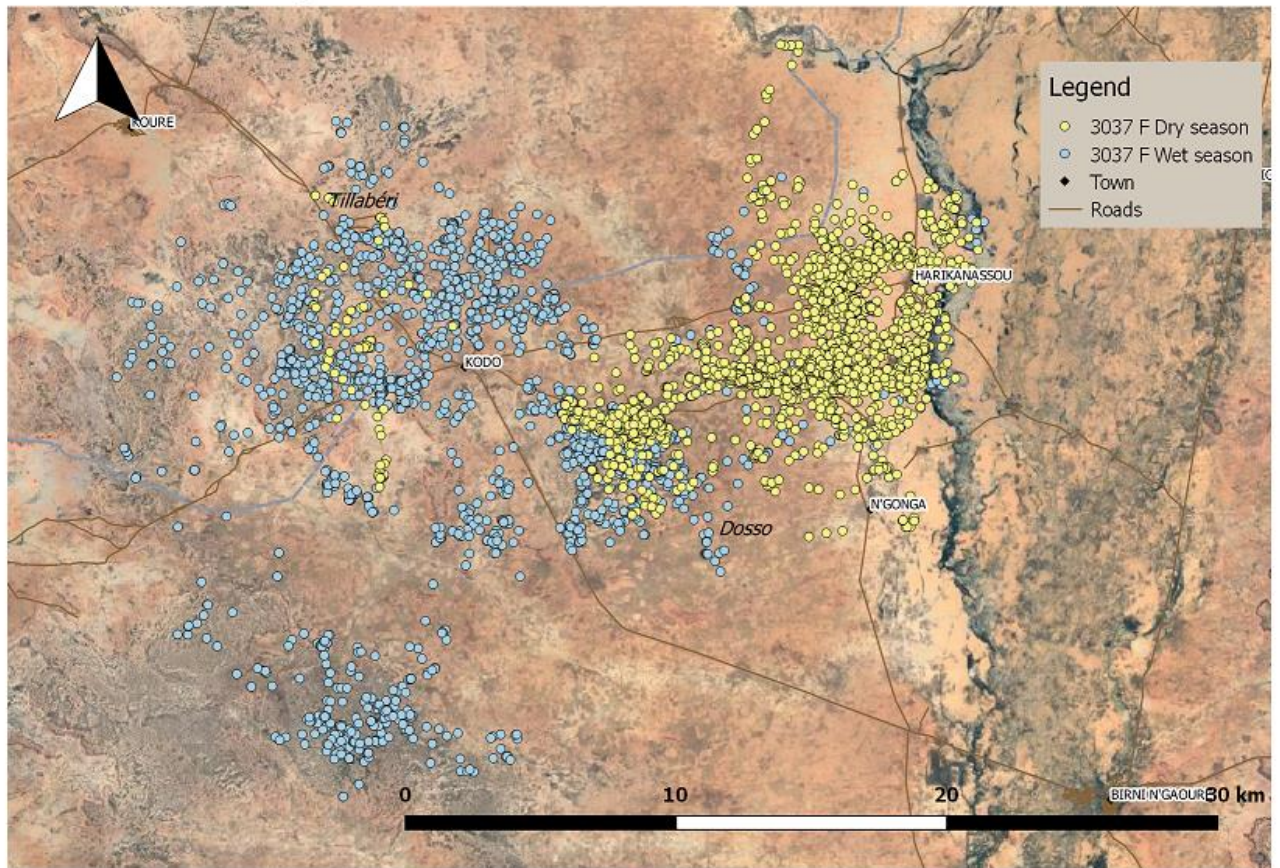 Legend
3037 F Dry season
3037 F Wet season
Town
Roads
KOURE
Tillabéri
HARIKANASSOU
KODO
N'GONGA
Dosso
BIRNI N'GAOURE
0 10 20 30 km